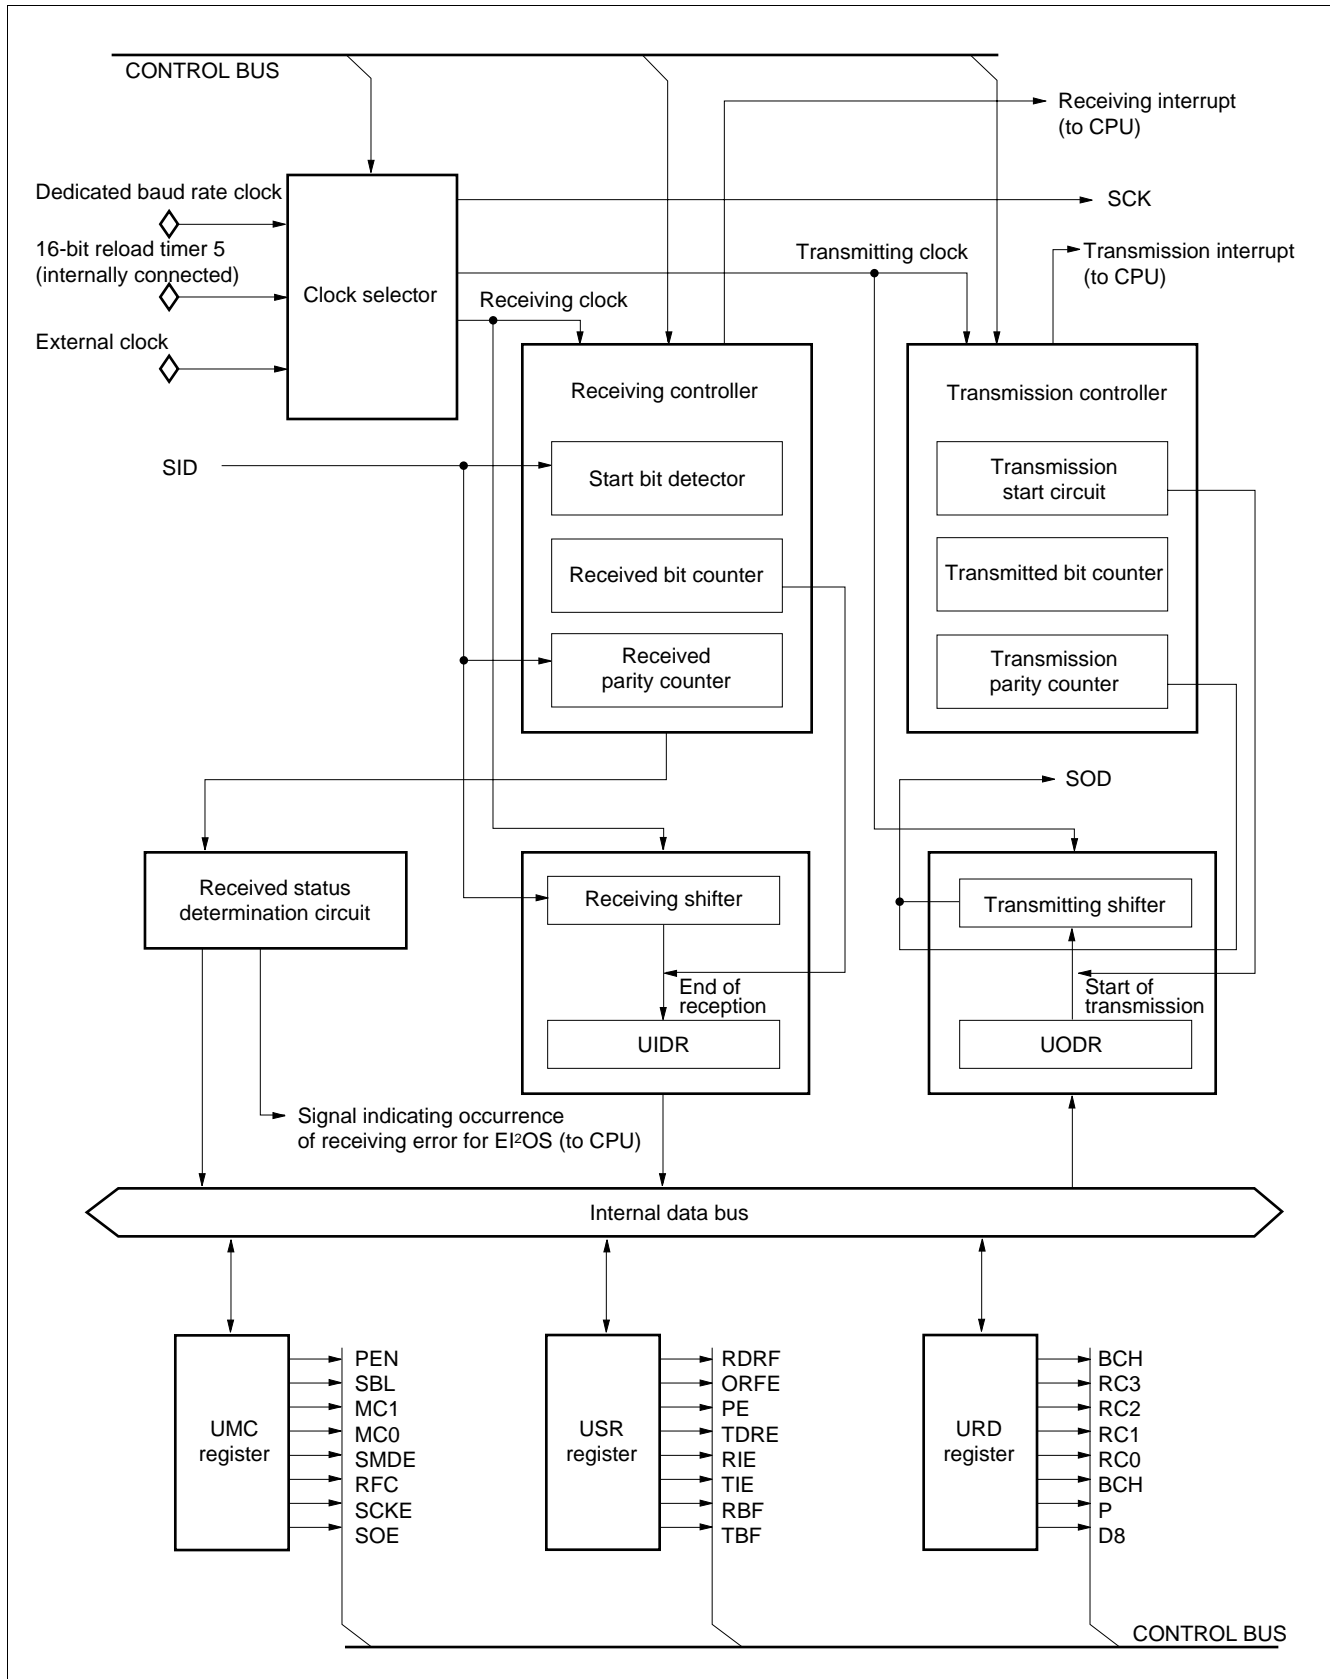 CONTROL BUS
Receiving interrupt
(to CPU)
Dedicated baud rate clock
SCK
16-bit reload timer 5
(internally connected)
Transmitting clock
Transmission interrupt
(to CPU)
Clock selector
Receiving clock
External clock
Receiving controller
Transmission controller
SID
Start bit detector
Transmission
start circuit
Received bit counter
Transmitted bit counter
Received
parity counter
Transmission
parity counter
SOD
Received status
determination circuit
Receiving shifter
Transmitting shifter
End of
reception
Start of
transmission
UIDR
UODR
Signal indicating occurrence
of receiving error for EI²OS (to CPU)
Internal data bus
UMC
register
PEN
SBL
MC1
MC0
SMDE
RFC
SCKE
SOE
USR
register
RDRF
ORFE
PE
TDRE
RIE
TIE
RBF
TBF
URD
register
BCH
RC3
RC2
RC1
RC0
BCH
P
D8
CONTROL BUS